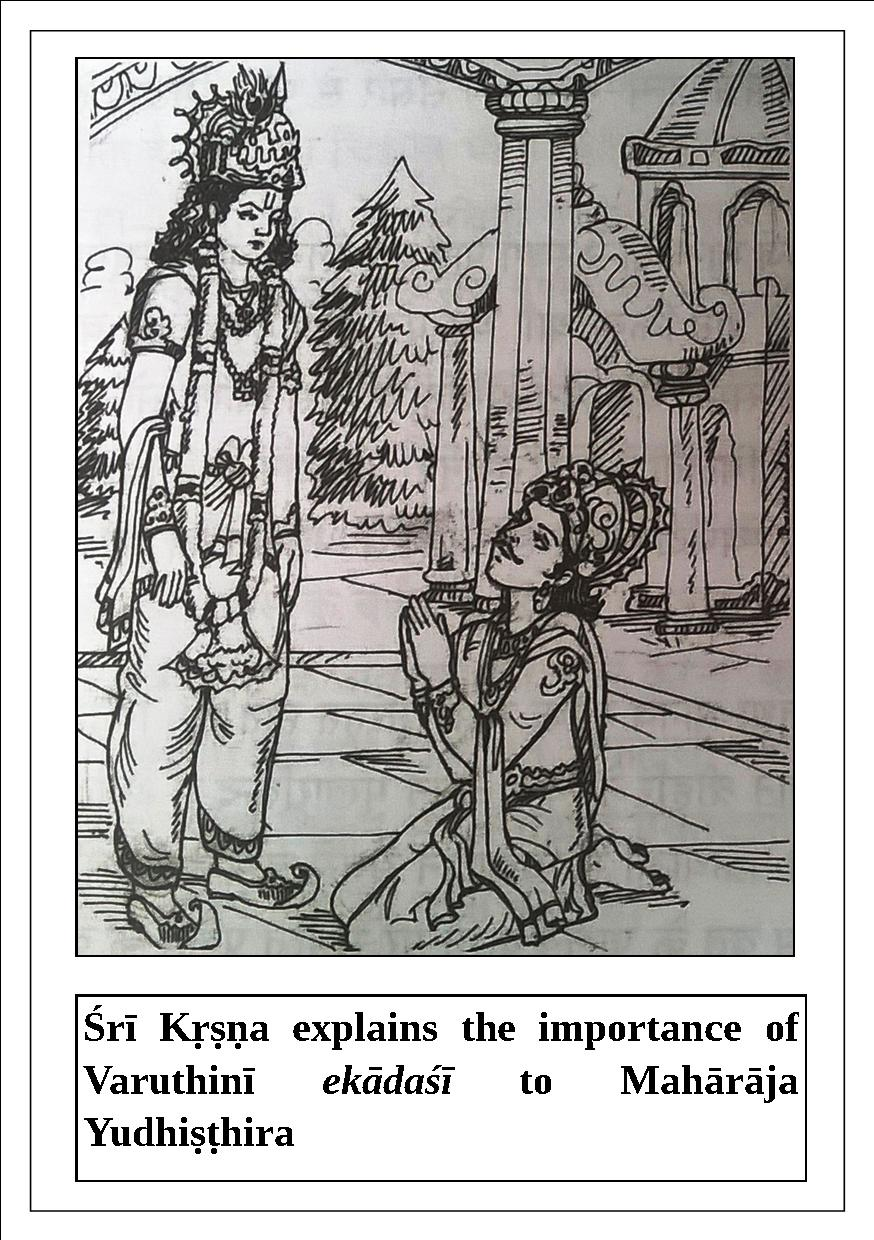 Śrī Kṛṣṇa explains the importance of
Varuthinī ekādaśī to Mahārāja
Yudhiṣṭhira